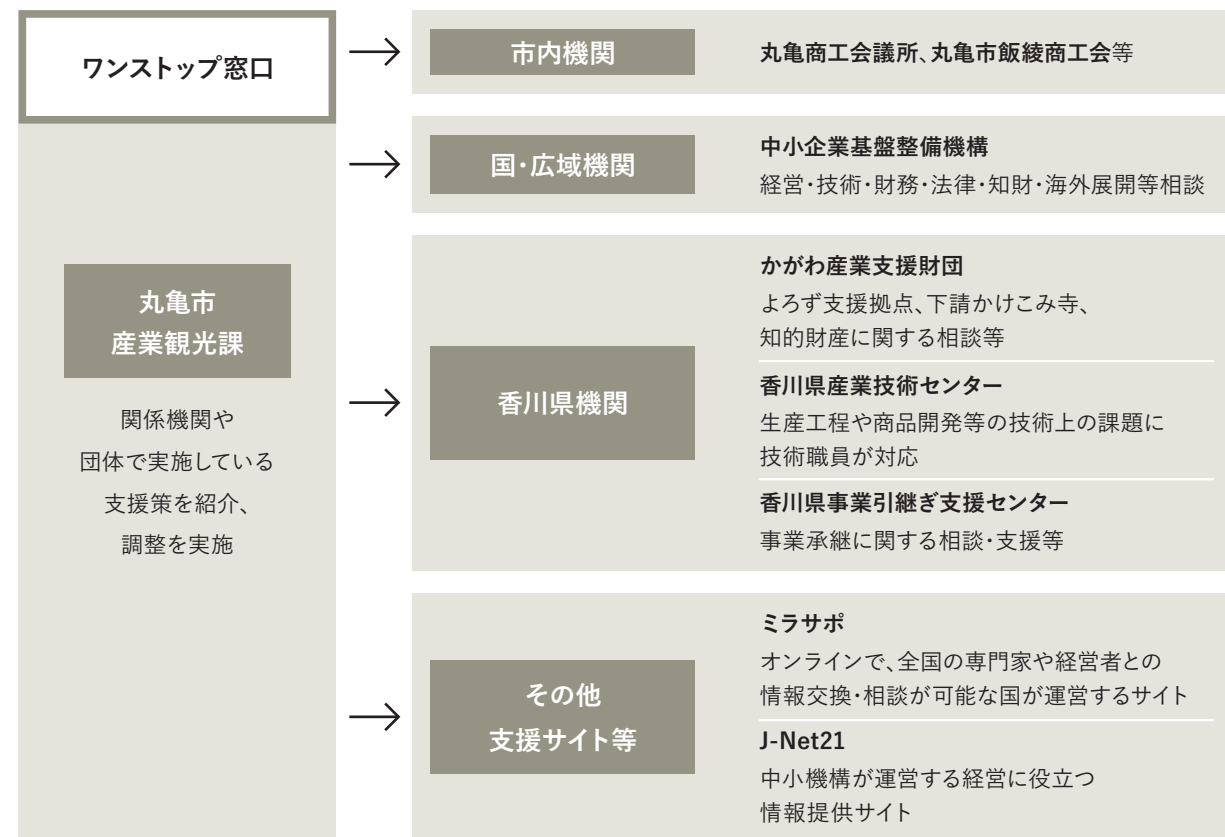 ワンストップ窓口
丸亀市
産業観光課
関係機関や
団体で実施している
支援策を紹介、
調整を実施
市内機関
丸亀商工会議所、丸亀市飯綾商工会等
国・広域機関
中小企業基盤整備機構
経営・技術・財務・法律・知財・海外展開等相談
香川県機関
かがわ産業支援財団
よろず支援拠点、下請かけこみ寺、
知的財産に関する相談等
香川県産業技術センター
生産工程や商品開発等の技術上の課題に
技術職員が対応
香川県事業引継ぎ支援センター
事業承継に関する相談・支援等
その他
支援サイト等
ミラサポ
オンラインで、全国の専門家や経営者との
情報交換・相談が可能な国が運営するサイト
J-Net21
中小機構が運営する経営に役立つ
情報提供サイト